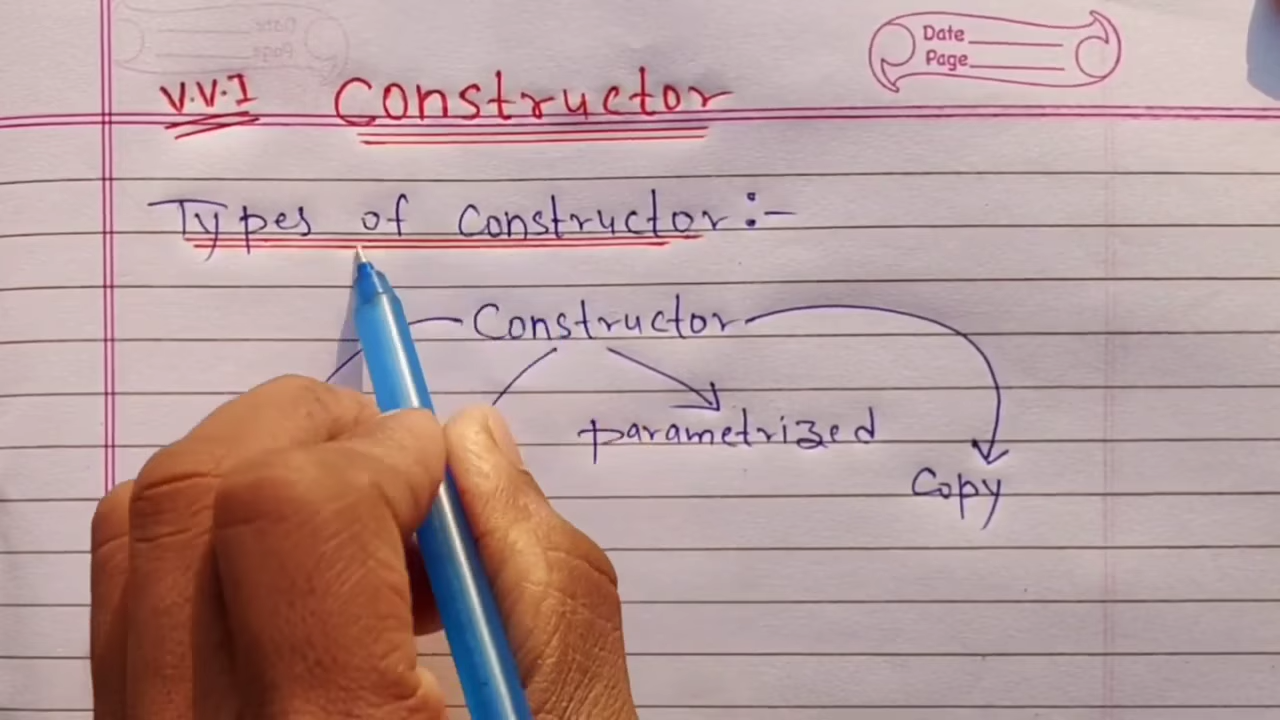 Date
Page
V.V.I Constructor
Types of Constructor:-
Constructor
parametrized
Copy